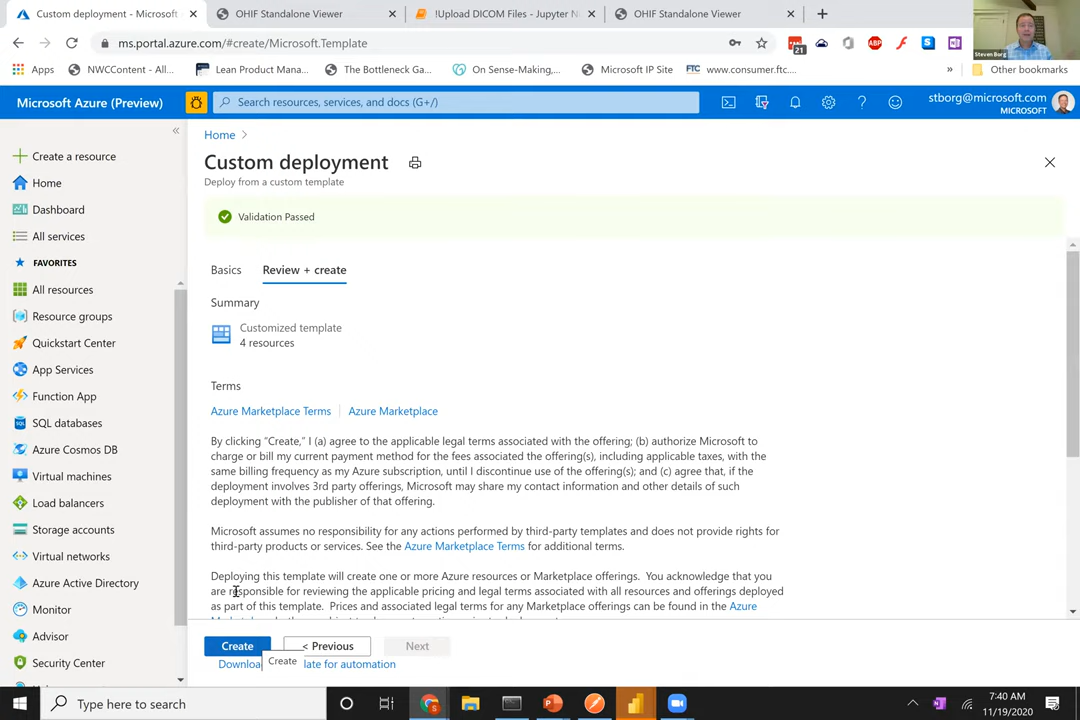 Custom deployment - Microsoft
OHIF Standalone Viewer
!Upload DICOM Files - Jupyter N
OHIF Standalone Viewer
ms.portal.azure.com/#create/Microsoft.Template
21
ABP
Steven Borg
Apps
NWCContent - All...
Lean Product Mana...
The Bottleneck Ga...
On Sense-Making,...
Microsoft IP Site
FTC
www.consumer.ftc....
»
Other bookmarks
Microsoft Azure (Preview)
Search resources, services, and docs (G+/)
stborg@microsoft.com
MICROSOFT
Create a resource
Home
Dashboard
All services
FAVORITES
All resources
Resource groups
Quickstart Center
App Services
Function App
SQL databases
Azure Cosmos DB
Virtual machines
Load balancers
Storage accounts
Virtual networks
Azure Active Directory
Monitor
Advisor
Security Center
Home
Custom deployment
Deploy from a custom template
Validation Passed
Basics
Review + create
Summary
Customized template
4 resources
Terms
Azure Marketplace Terms
Azure Marketplace
By clicking “Create,” I (a) agree to the applicable legal terms associated with the offering; (b) authorize Microsoft to
charge or bill my current payment method for the fees associated the offering(s), including applicable taxes, with the
same billing frequency as my Azure subscription, until I discontinue use of the offering(s); and (c) agree that, if the
deployment involves 3rd party offerings, Microsoft may share my contact information and other details of such
deployment with the publisher of that offering.
Microsoft assumes no responsibility for any actions performed by third-party templates and does not provide rights for
third-party products or services. See the Azure Marketplace Terms for additional terms.
Deploying this template will create one or more Azure resources or Marketplace offerings. You acknowledge that you
are responsible for reviewing the applicable pricing and legal terms associated with all resources and offerings deployed
as part of this template. Prices and associated legal terms for any Marketplace offerings can be found in the Azure
Create
< Previous
Next
Create
Downloa
late for automation
Type here to search
7:40 AM
11/19/2020